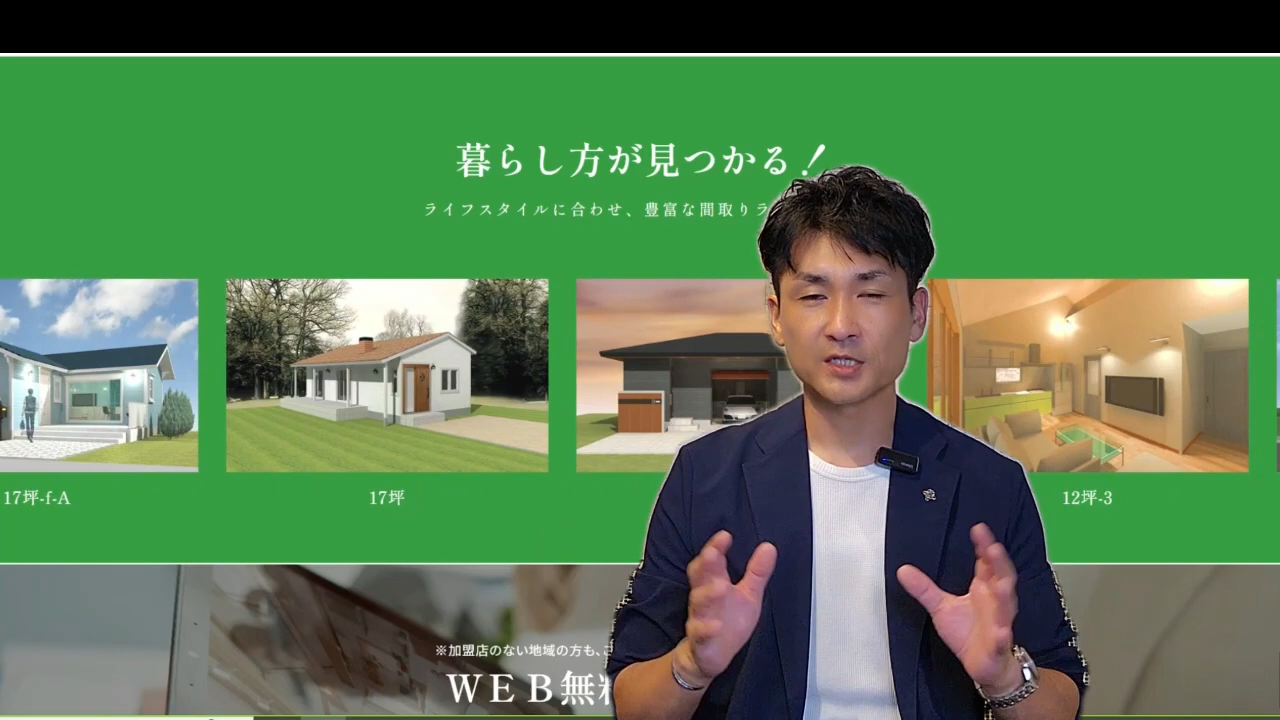 暮らし方が見つかる！
ライフスタイルに合わせ、豊富な間取りラ
17坪-f-A
17坪
12坪-3
※加盟店のない地域の方も、
ＷＥＢ無料